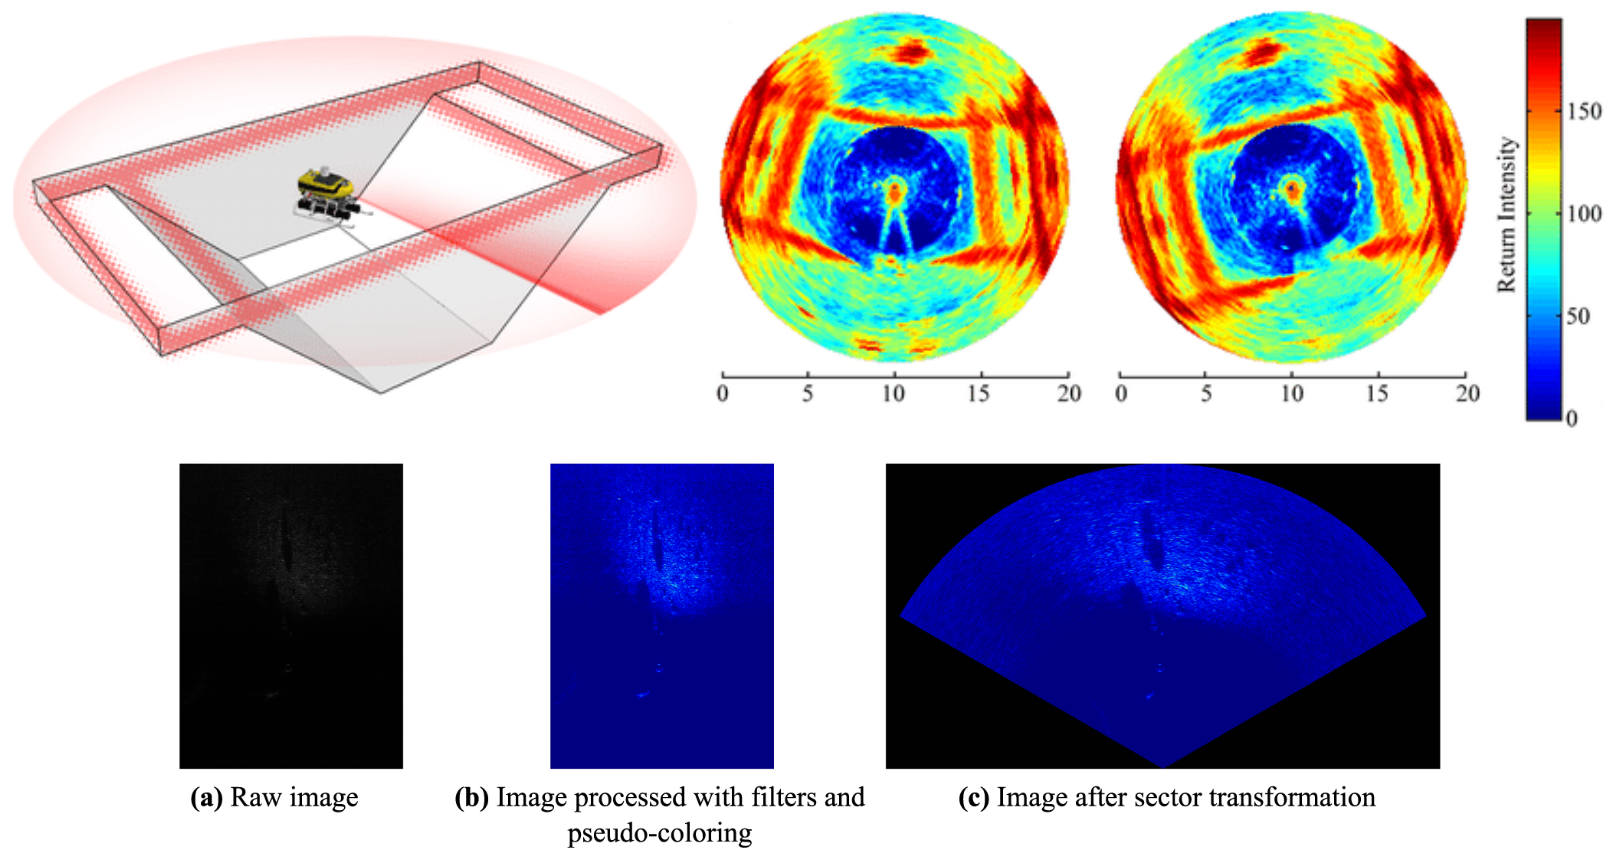 0 5 10 15 20
0 5 10 15 20
150
100
50
0
Return Intensity
(a) Raw image
(b) Image processed with filters and
pseudo-coloring
(c) Image after sector transformation